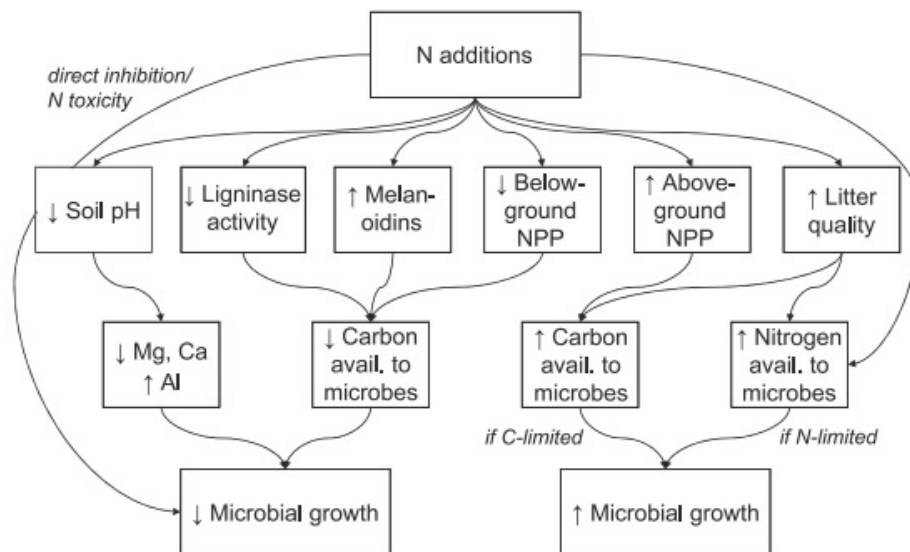 N additions
direct inhibition/
N toxicity
↓ Soil pH
↓ Ligninase
activity
↑ Melan-
oidins
↓ Below-
ground
NPP
↑ Above-
ground
NPP
↑ Litter
quality
↓ Mg, Ca
↑ Al
↓ Carbon
avail. to
microbes
↑ Carbon
avail. to
microbes
↑ Nitrogen
avail. to
microbes
if C-limited
if N-limited
↓ Microbial growth
↑ Microbial growth